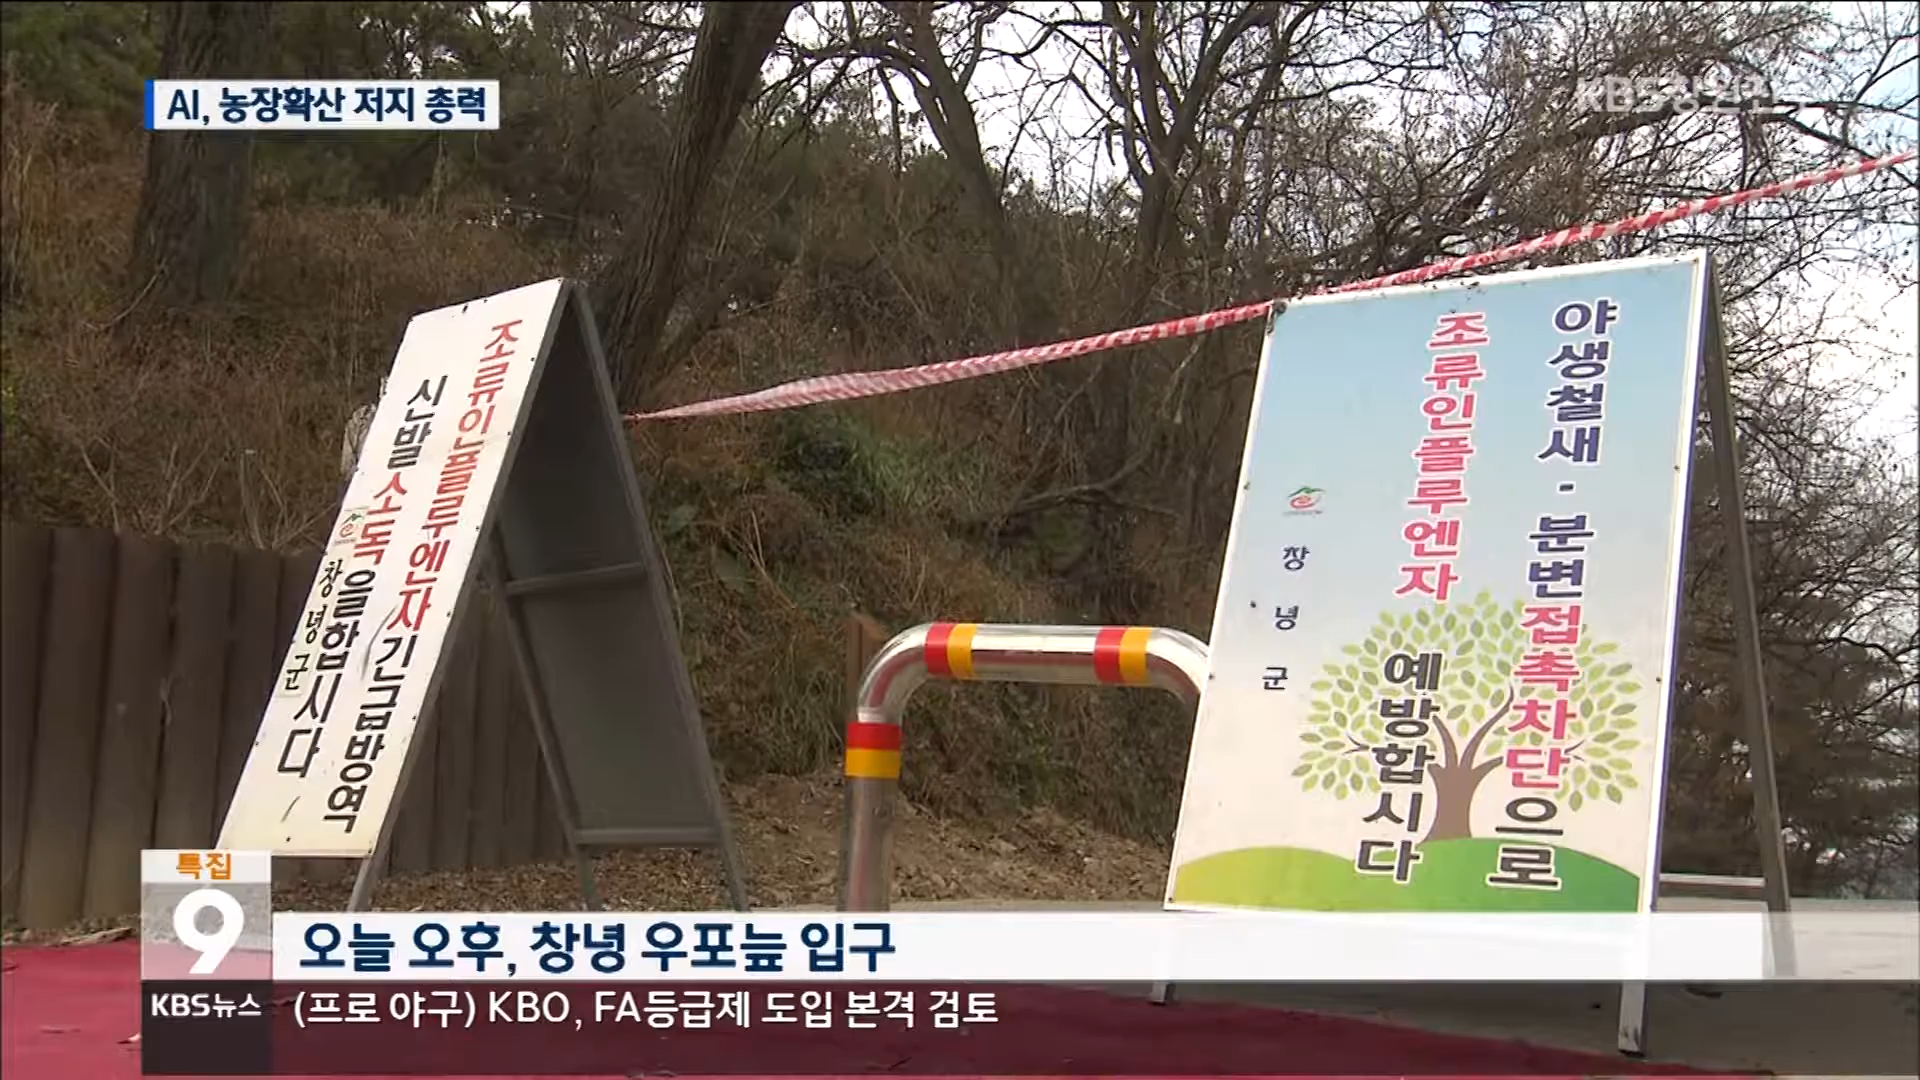 AI, 농장확산 저지 총력
KBS창원만족
조류인플루엔자긴급방역
신발소독을합시다
창녕군
야생철새·분변접촉차단으로
조류인플루엔자 예방합시다
창녕군
특집
9
오늘 오후, 창녕 우포늪 입구
KBS뉴스
(프로 야구) KBO, FA등급제 도입 본격 검토